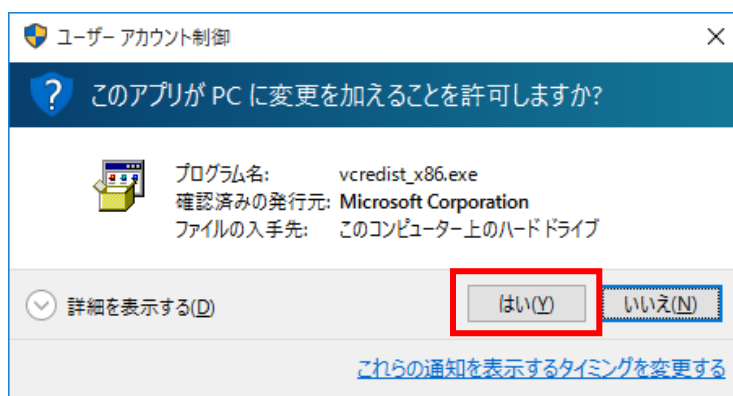 ユーザー アカウント制御
このアプリが PC に変更を加えることを許可しますか?
プログラム名: vcredist_x86.exe
確認済みの発行元: Microsoft Corporation
ファイルの入手先: このコンピューター上のハード ドライブ
詳細を表示する(D) はい(Y) いいえ(N)
これらの通知を表示するタイミングを変更する